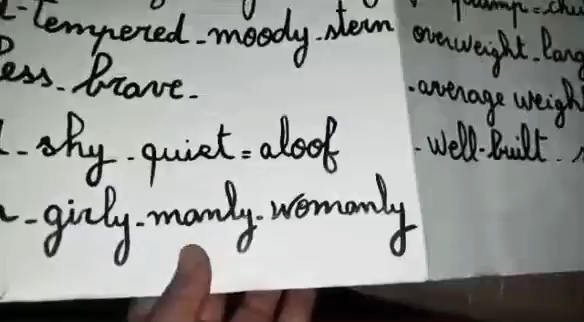 -tempered - moody - stern
ess - brave -
- shy - quiet = aloof
- girly - manly - womanly
overweight -
- average weigh
- well-built -